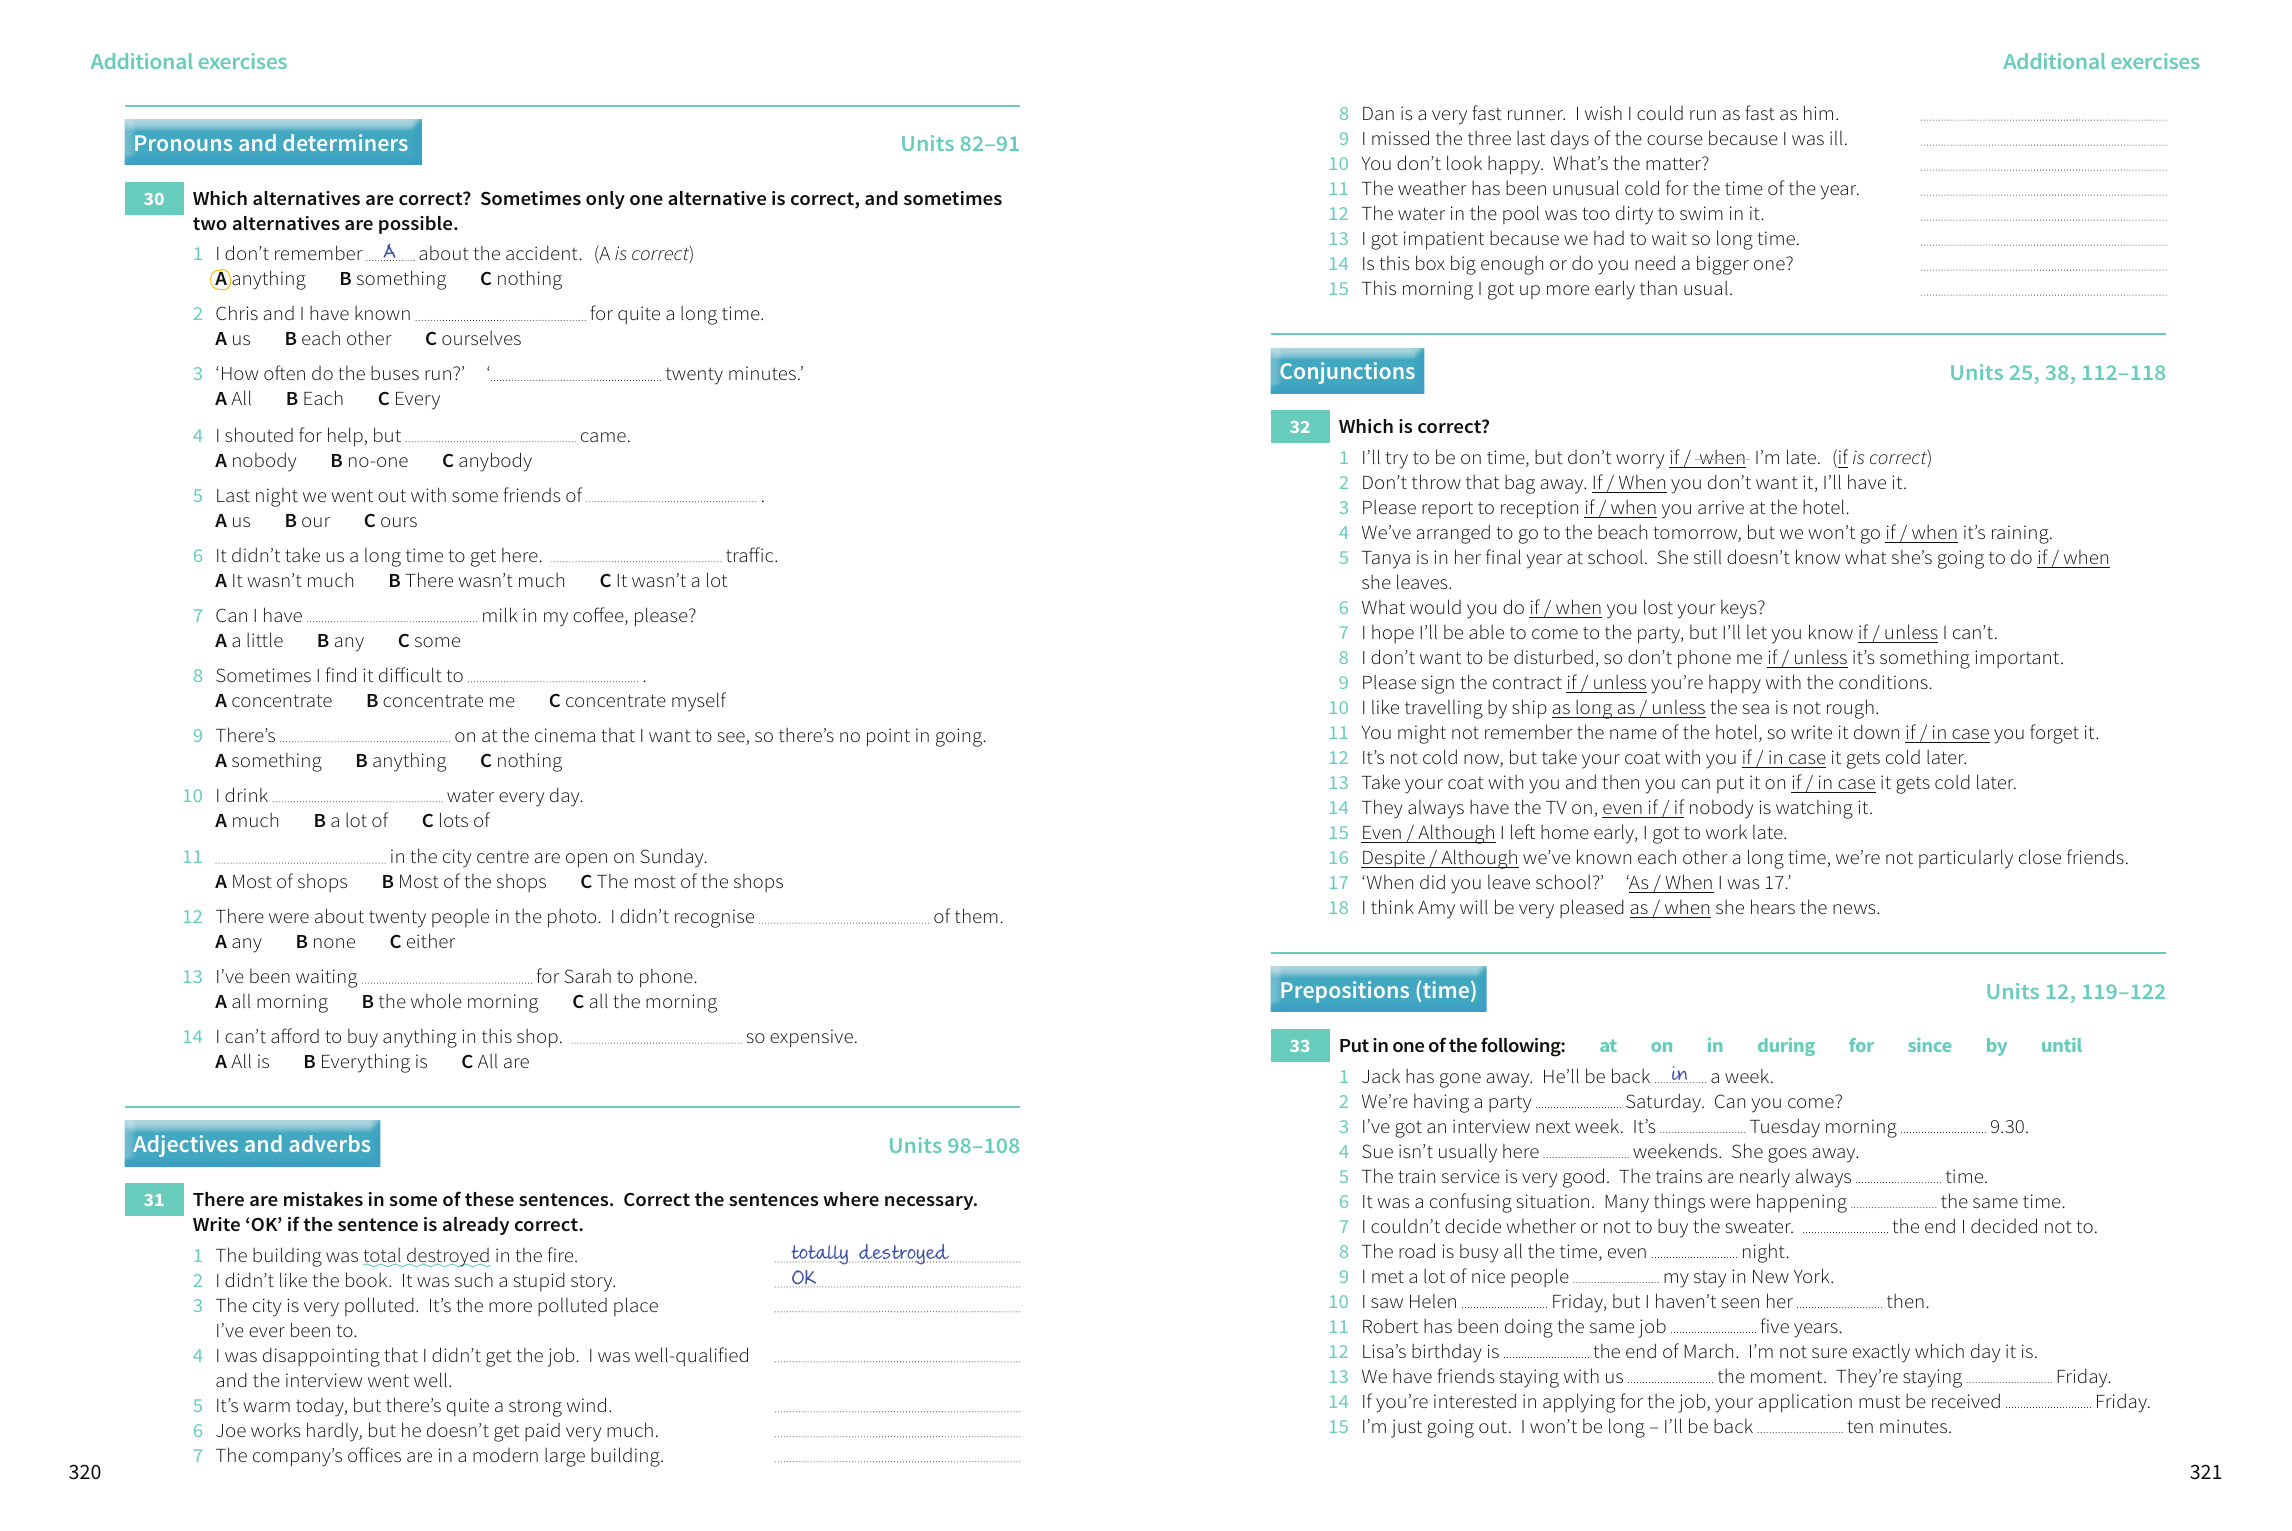 Additional exercises
Pronouns and determiners
Units 82–91
30 Which alternatives are correct? Sometimes only one alternative is correct, and sometimes
two alternatives are possible.
1 I don’t remember A about the accident. (A is correct)
A anything B something C nothing
2 Chris and I have known .......... for quite a long time.
A us B each other C ourselves
3 ‘How often do the buses run?’ ‘.......... twenty minutes.’
A All B Each C Every
4 I shouted for help, but .......... came.
A nobody B no-one C anybody
5 Last night we went out with some friends of .......... .
A us B our C ours
6 It didn’t take us a long time to get here. .......... traffic.
A It wasn’t much B There wasn’t much C It wasn’t a lot
7 Can I have .......... milk in my coffee, please?
A a little B any C some
8 Sometimes I find it difficult to .......... .
A concentrate B concentrate me C concentrate myself
9 There’s .......... on at the cinema that I want to see, so there’s no point in going.
A something B anything C nothing
10 I drink .......... water every day.
A much B a lot of C lots of
11 .......... in the city centre are open on Sunday.
A Most of shops B Most of the shops C The most of the shops
12 There were about twenty people in the photo. I didn’t recognise .......... of them.
A any B none C either
13 I’ve been waiting .......... for Sarah to phone.
A all morning B the whole morning C all the morning
14 I can’t afford to buy anything in this shop. .......... so expensive.
A All is B Everything is C All are
Adjectives and adverbs
Units 98–108
31 There are mistakes in some of these sentences. Correct the sentences where necessary.
Write ‘OK’ if the sentence is already correct.
1 The building was total destroyed in the fire. totally destroyed
2 I didn’t like the book. It was such a stupid story. OK
3 The city is very polluted. It’s the more polluted place
I’ve ever been to.
4 I was disappointing that I didn’t get the job. I was well-qualified
and the interview went well.
5 It’s warm today, but there’s quite a strong wind.
6 Joe works hardly, but he doesn’t get paid very much.
7 The company’s offices are in a modern large building.
320
Additional exercises
8 Dan is a very fast runner. I wish I could run as fast as him.
9 I missed the three last days of the course because I was ill.
10 You don’t look happy. What’s the matter?
11 The weather has been unusual cold for the time of the year.
12 The water in the pool was too dirty to swim in it.
13 I got impatient because we had to wait so long time.
14 Is this box big enough or do you need a bigger one?
15 This morning I got up more early than usual.
Conjunctions
Units 25, 38, 112–118
32 Which is correct?
1 I’ll try to be on time, but don’t worry if / when I’m late. (if is correct)
2 Don’t throw that bag away. If / When you don’t want it, I’ll have it.
3 Please report to reception if / when you arrive at the hotel.
4 We’ve arranged to go to the beach tomorrow, but we won’t go if / when it’s raining.
5 Tanya is in her final year at school. She still doesn’t know what she’s going to do if / when
she leaves.
6 What would you do if / when you lost your keys?
7 I hope I’ll be able to come to the party, but I’ll let you know if / unless I can’t.
8 I don’t want to be disturbed, so don’t phone me if / unless it’s something important.
9 Please sign the contract if / unless you’re happy with the conditions.
10 I like travelling by ship as long as / unless the sea is not rough.
11 You might not remember the name of the hotel, so write it down if / in case you forget it.
12 It’s not cold now, but take your coat with you if / in case it gets cold later.
13 Take your coat with you and then you can put it on if / in case it gets cold later.
14 They always have the TV on, even if / if nobody is watching it.
15 Even / Although I left home early, I got to work late.
16 Despite / Although we’ve known each other a long time, we’re not particularly close friends.
17 ‘When did you leave school?’ ‘As / When I was 17.’
18 I think Amy will be very pleased as / when she hears the news.
Prepositions (time)
Units 12, 119–122
33 Put in one of the following: at on in during for since by until
1 Jack has gone away. He’ll be back in a week.
2 We’re having a party .......... Saturday. Can you come?
3 I’ve got an interview next week. It’s .......... Tuesday morning .......... 9.30.
4 Sue isn’t usually here .......... weekends. She goes away.
5 The train service is very good. The trains are nearly always .......... time.
6 It was a confusing situation. Many things were happening .......... the same time.
7 I couldn’t decide whether or not to buy the sweater. .......... the end I decided not to.
8 The road is busy all the time, even .......... night.
9 I met a lot of nice people .......... my stay in New York.
10 I saw Helen .......... Friday, but I haven’t seen her .......... then.
11 Robert has been doing the same job .......... five years.
12 Lisa’s birthday is .......... the end of March. I’m not sure exactly which day it is.
13 We have friends staying with us .......... the moment. They’re staying .......... Friday.
14 If you’re interested in applying for the job, your application must be received .......... Friday.
15 I’m just going out. I won’t be long – I’ll be back .......... ten minutes.
321